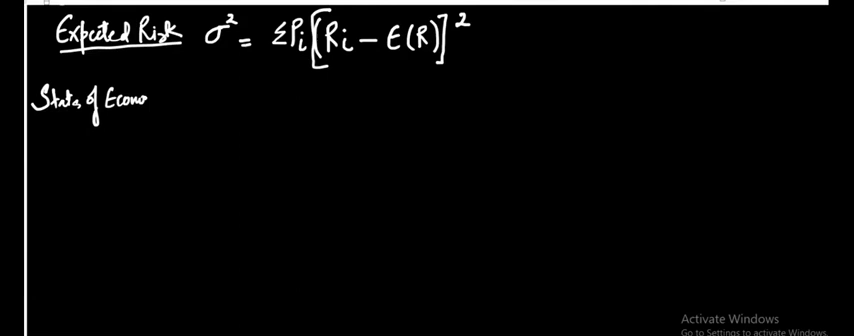 Expected Risk σ² = ΣPi[Ri - E(R)]²
State of Econo
Activate Windows
Go to Settings to activate Windows.